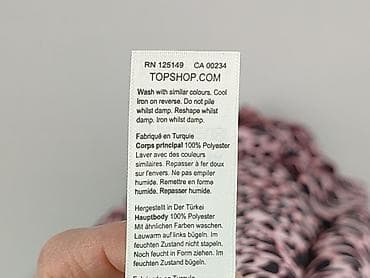 RN 125149 CA 00234
TOPSHOP.COM
Wash with similar colours. Cool
iron on reverse. Do not pile
whilst damp. Reshape whilst
damp. Iron whilst damp.
Fabriqué en Turquie
Corps principal 100% Polyester
Laver avec des couleurs
similaires. Repasser à fer doux
sur l'envers. Ne pas empiler
humide. Remettre en forme
humide. Repasser humide.
Hergestellt in Der Türkei
Hauptbody 100% Polyester
Mit ähnlichen Farben waschen.
Lauwarm auf links bügeln. Im
feuchten Zustand nicht stapeln.
Noch feucht in Form ziehen. Im
feuchten Zustand bügeln.
Fabriqué en Turquie